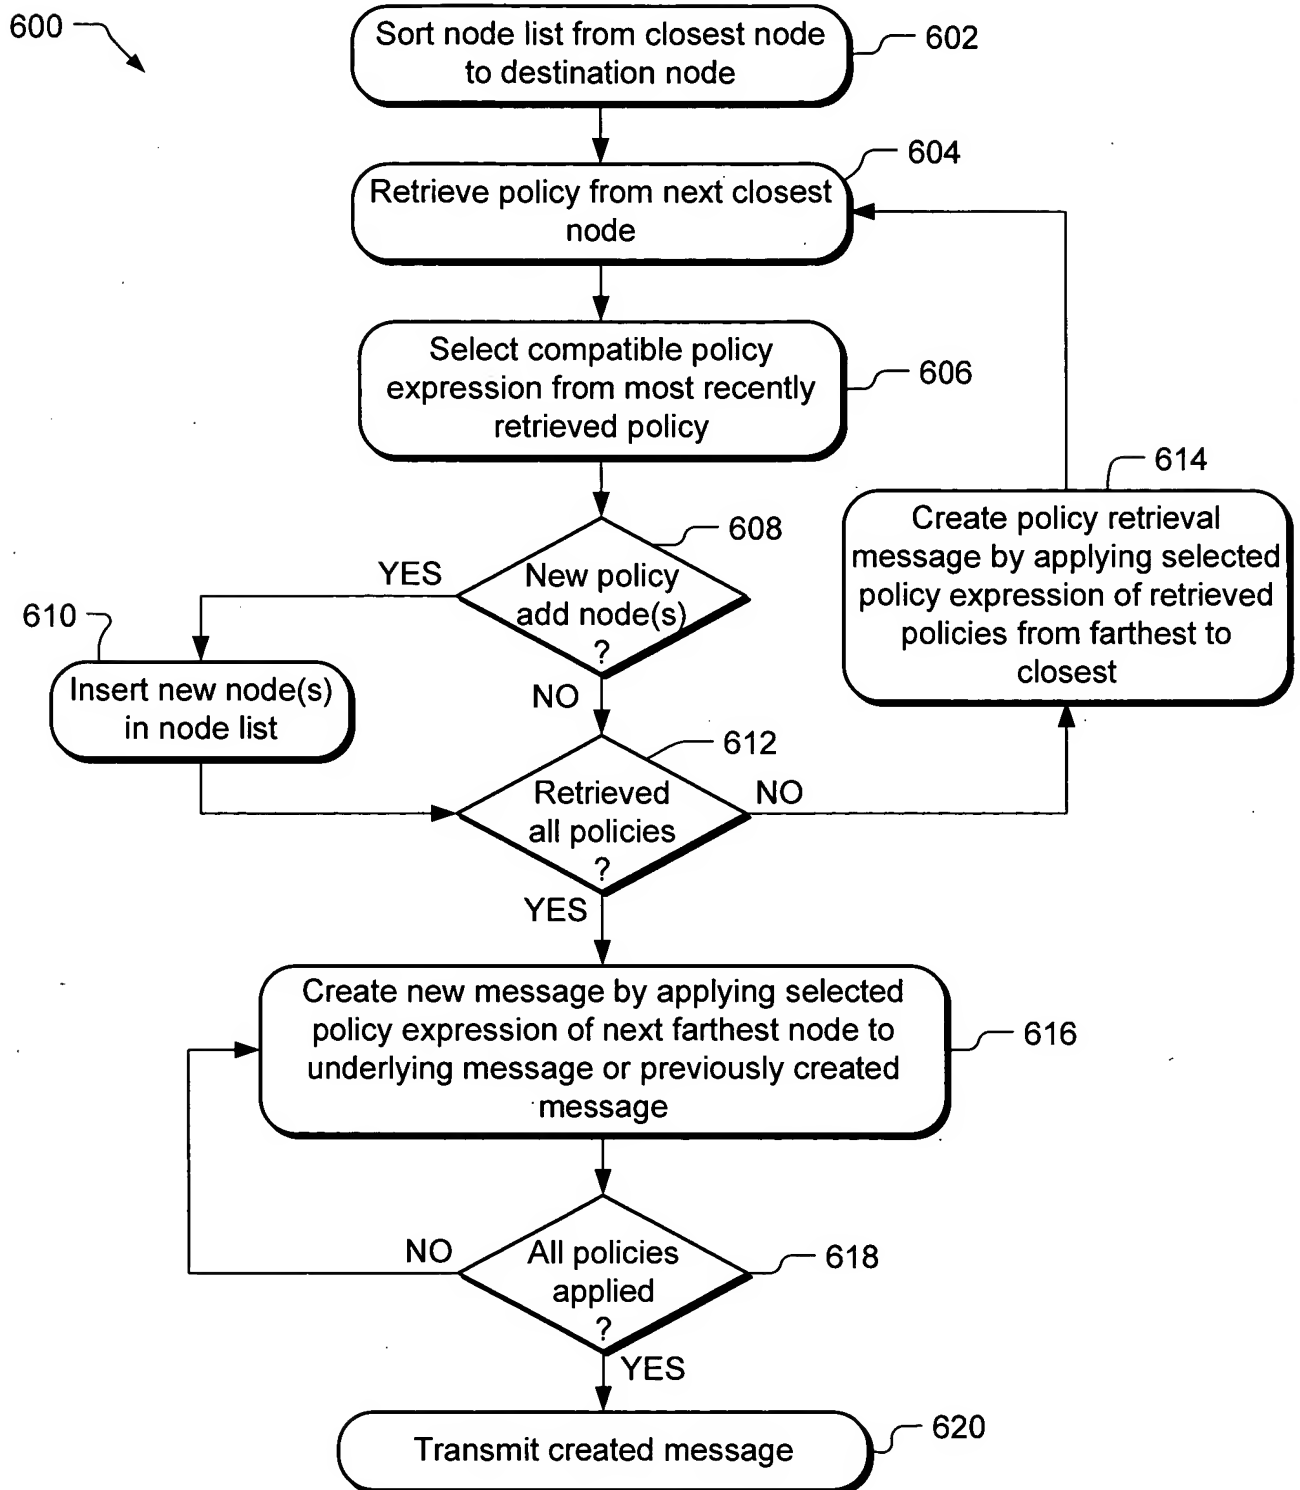 600
Sort node list from closest node
to destination node
602
Retrieve policy from next closest
node
604
Select compatible policy
expression from most recently
retrieved policy
606
New policy
add node(s)
?
608
YES
NO
610
Insert new node(s)
in node list
Retrieved
all policies
?
612
NO
YES
614
Create policy retrieval
message by applying selected
policy expression of retrieved
policies from farthest to
closest
Create new message by applying selected
policy expression of next farthest node to
underlying message or previously created
message
616
All policies
applied
?
618
NO
YES
Transmit created message
620